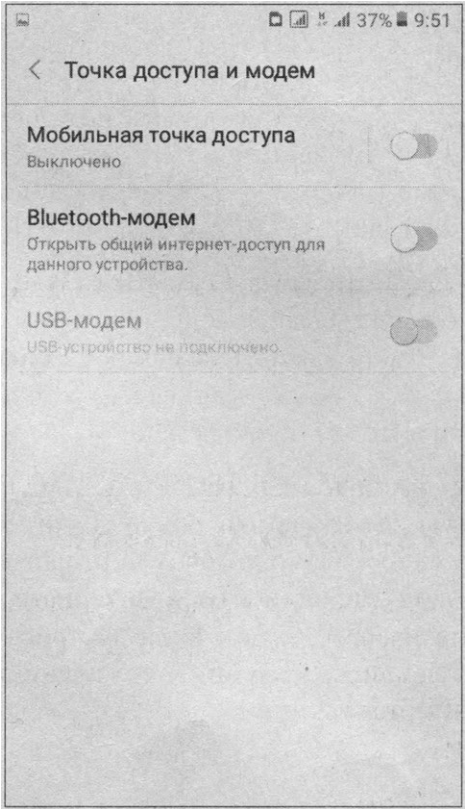 37% 9:51
Точка доступа и модем
Мобильная точка доступа
Выключено
Bluetooth-модем
Открыть общий интернет-доступ для
данного устройства.
USB-модем
USB-устройство не подключено.